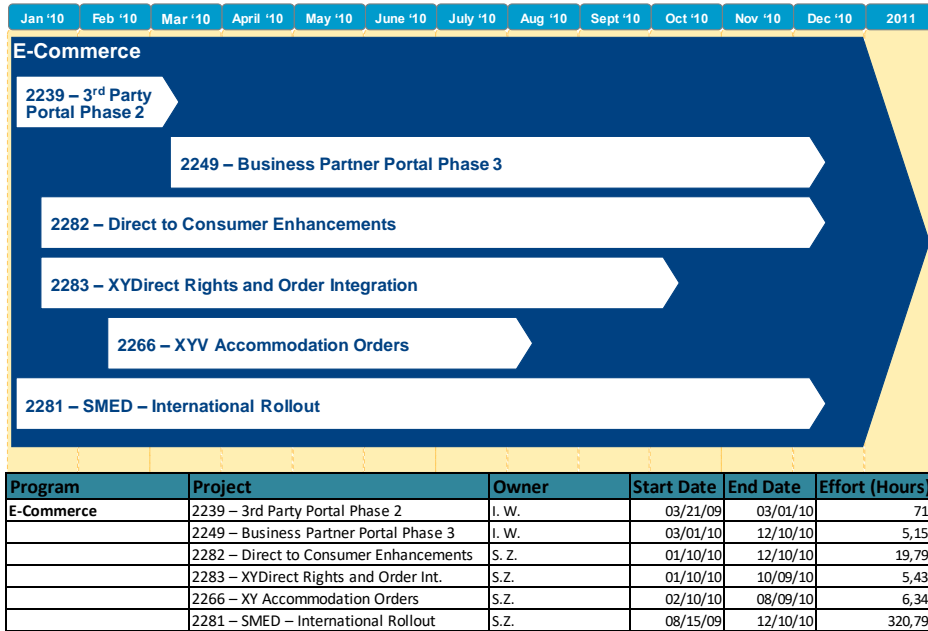 Jan ‘10 Feb ‘10 Mar ‘10 April ‘10 May ‘10 June ‘10 July ‘10 Aug ‘10 Sept ‘10 Oct ‘10 Nov ‘10 Dec ‘10 2011
E-Commerce
2239 – 3rd Party
Portal Phase 2
2249 – Business Partner Portal Phase 3
2282 – Direct to Consumer Enhancements
2283 – XYDirect Rights and Order Integration
2266 – XYV Accommodation Orders
2281 – SMED – International Rollout
Program Project Owner Start Date End Date Effort (Hours)
E-Commerce 2239 – 3rd Party Portal Phase 2 I. W. 03/21/09 03/01/10 71
2249 – Business Partner Portal Phase 3 I. W. 03/01/10 12/10/10 5,15
2282 – Direct to Consumer Enhancements S. Z. 01/10/10 12/10/10 19,79
2283 – XYDirect Rights and Order Int. S.Z. 01/10/10 10/09/10 5,43
2266 – XY Accommodation Orders S.Z. 02/10/10 08/09/10 6,34
2281 – SMED – International Rollout S.Z. 08/15/09 12/10/10 320,79